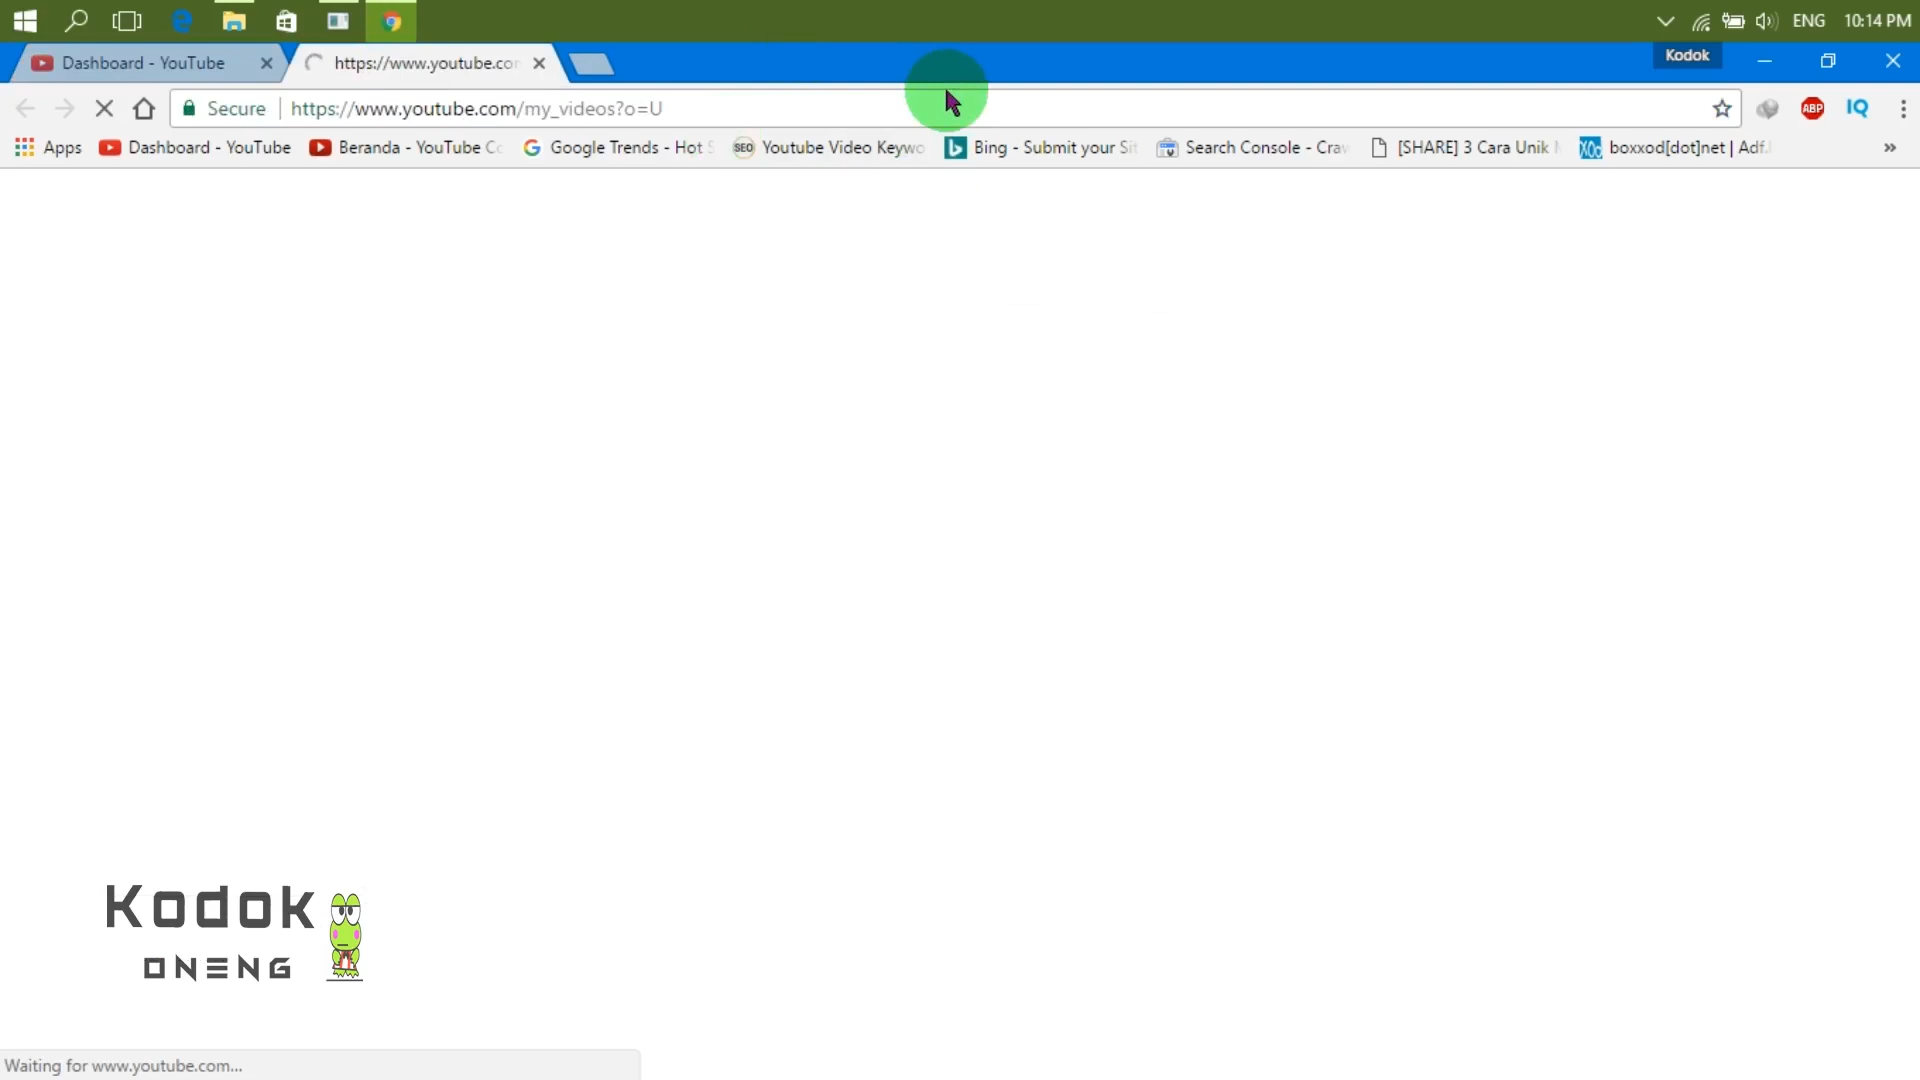 ENG 10:14 PM
Dashboard - YouTube
https://www.youtube.co
Kodok
Secure https://www.youtube.com/my_videos?o=U
ABP IQ
Apps Dashboard - YouTube Beranda - YouTube Google Trends - Hot SEO Youtube Video Bing - Submit your Search Console - [SHARE] 3 Cara Unik boxxod[dot]net | Adf.
Kodok
ONENG
Waiting for www.youtube.com...